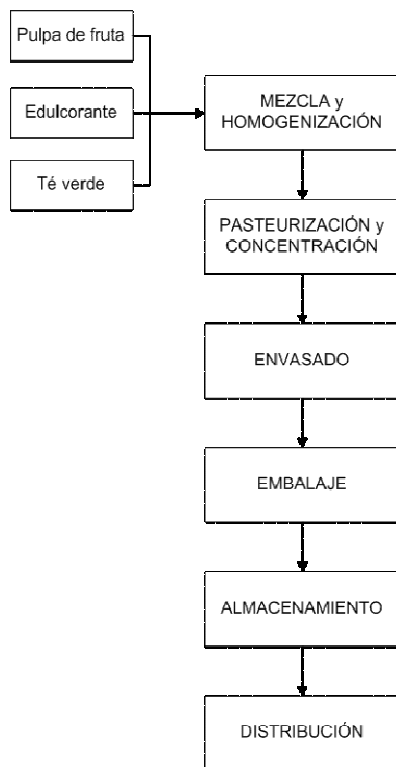 Pulpa de fruta
Edulcorante
Té verde
MEZCLA y
HOMOGENIZACIÓN
PASTEURIZACIÓN y
CONCENTRACIÓN
ENVASADO
EMBALAJE
ALMACENAMIENTO
DISTRIBUCIÓN